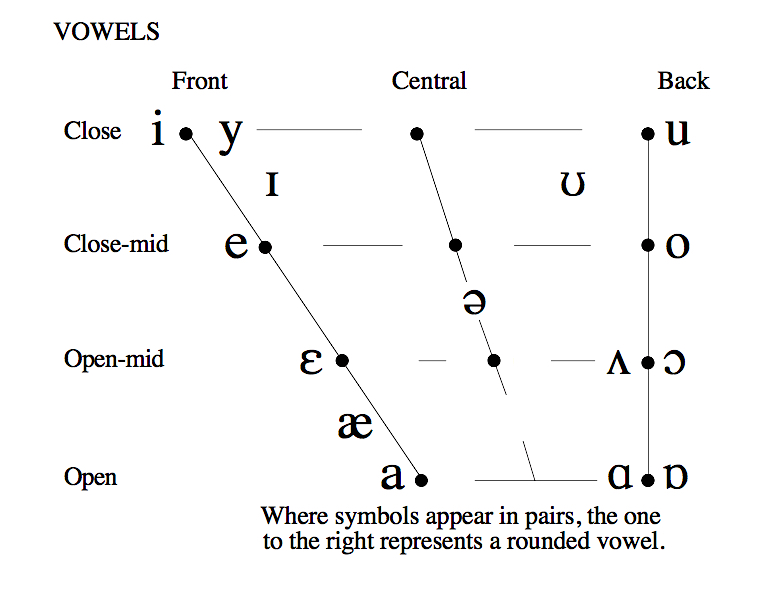 VOWELS
Front Central Back
Close i y u
ɪ ʊ
Close-mid e o
ə
Open-mid ɛ ʌ ɔ
æ
Open a ɑ ɒ
Where symbols appear in pairs, the one
to the right represents a rounded vowel.